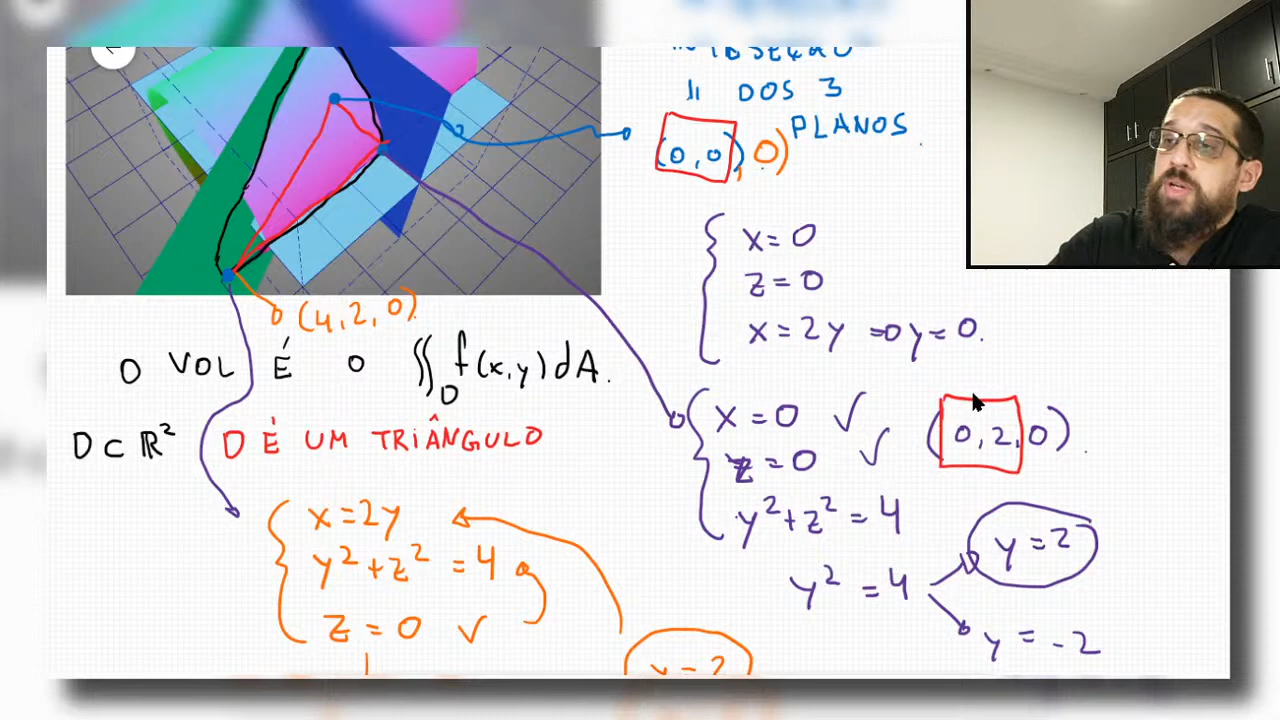 DOS 3
PLANOS
(0,0), 0)
x=0
z=0
x=2y ⇒ y=0.
(4,2,0).
O VOL É O ∬_D f(x,y) dA.
D ⊂ ℝ² D É UM TRIÂNGULO
x=0 ✓ (0,2,0).
z=0 ✓
y²+z²=4
y=2
y²=4
y=-2
x=2y
y²+z²=4
z=0 ✓